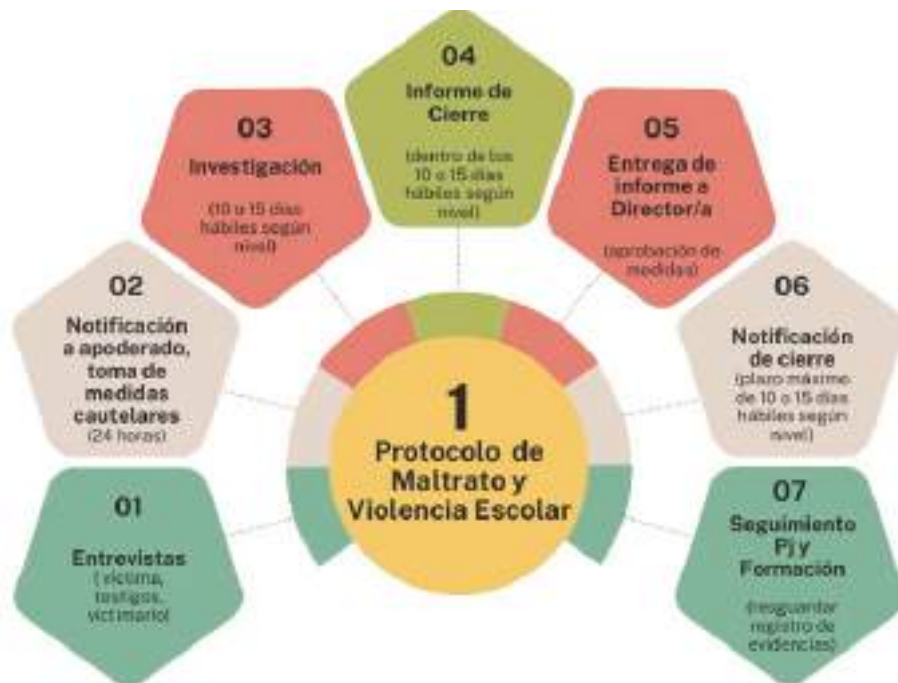 01
Entrevistas
(víctima,
testigos,
victimario)
02
Notificación
a apoderado,
toma de
medidas
cautelares
(24 horas)
03
Investigación
(10 o 15 días
hábiles según
nivel)
04
Informe de
Cierre
(dentro de los
10 o 15 días
hábiles según
nivel)
05
Entrega de
informe a
Director/a
(aprobación de
medidas)
06
Notificación
de cierre
(plazo máximo
de 10 o 15 días
hábiles según
nivel)
07
Seguimiento
Pj y
Formación
(resguardar
registro de
evidencias)
1
Protocolo de
Maltrato y
Violencia Escolar